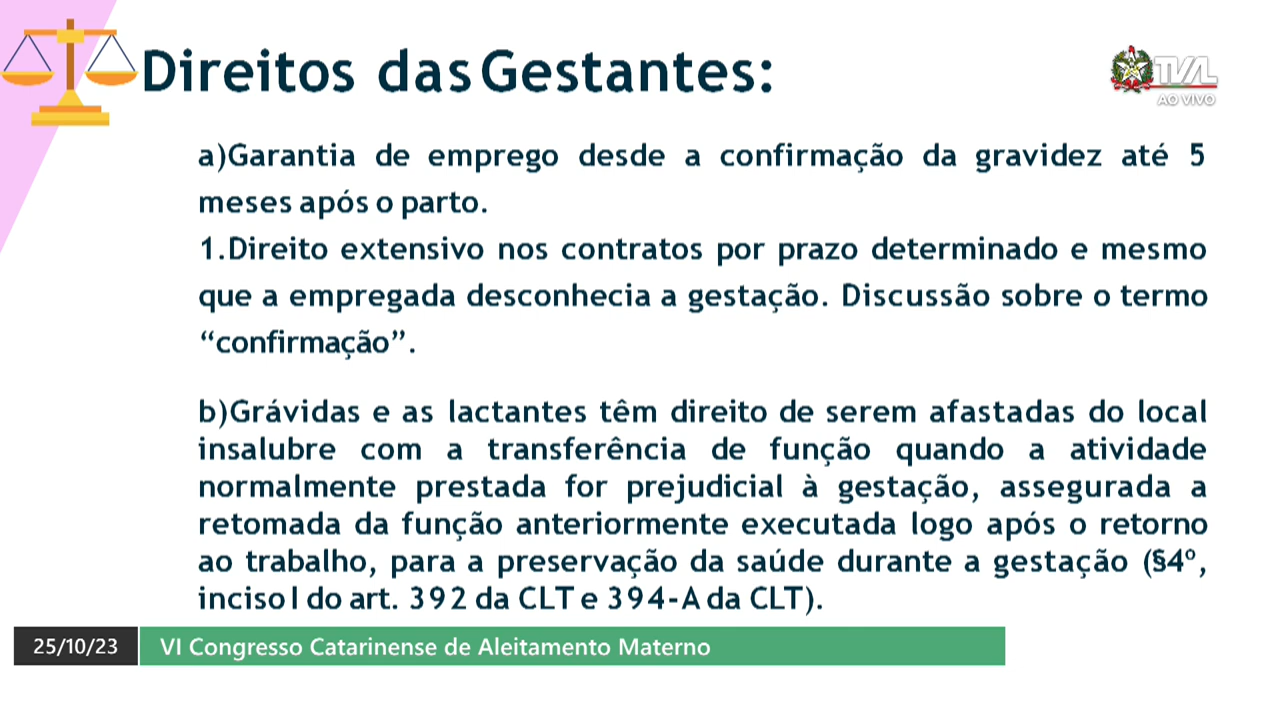 Direitos das Gestantes:
TVAL
AO VIVO
a)Garantia de emprego desde a confirmação da gravidez até 5
meses após o parto.
1.Direito extensivo nos contratos por prazo determinado e mesmo
que a empregada desconhecia a gestação. Discussão sobre o termo
“confirmação”.
b)Grávidas e as lactantes têm direito de serem afastadas do local
insalubre com a transferência de função quando a atividade
normalmente prestada for prejudicial à gestação, assegurada a
retomada da função anteriormente executada logo após o retorno
ao trabalho, para a preservação da saúde durante a gestação (§4º,
inciso I do art. 392 da CLT e 394-A da CLT).
25/10/23 VI Congresso Catarinense de Aleitamento Materno